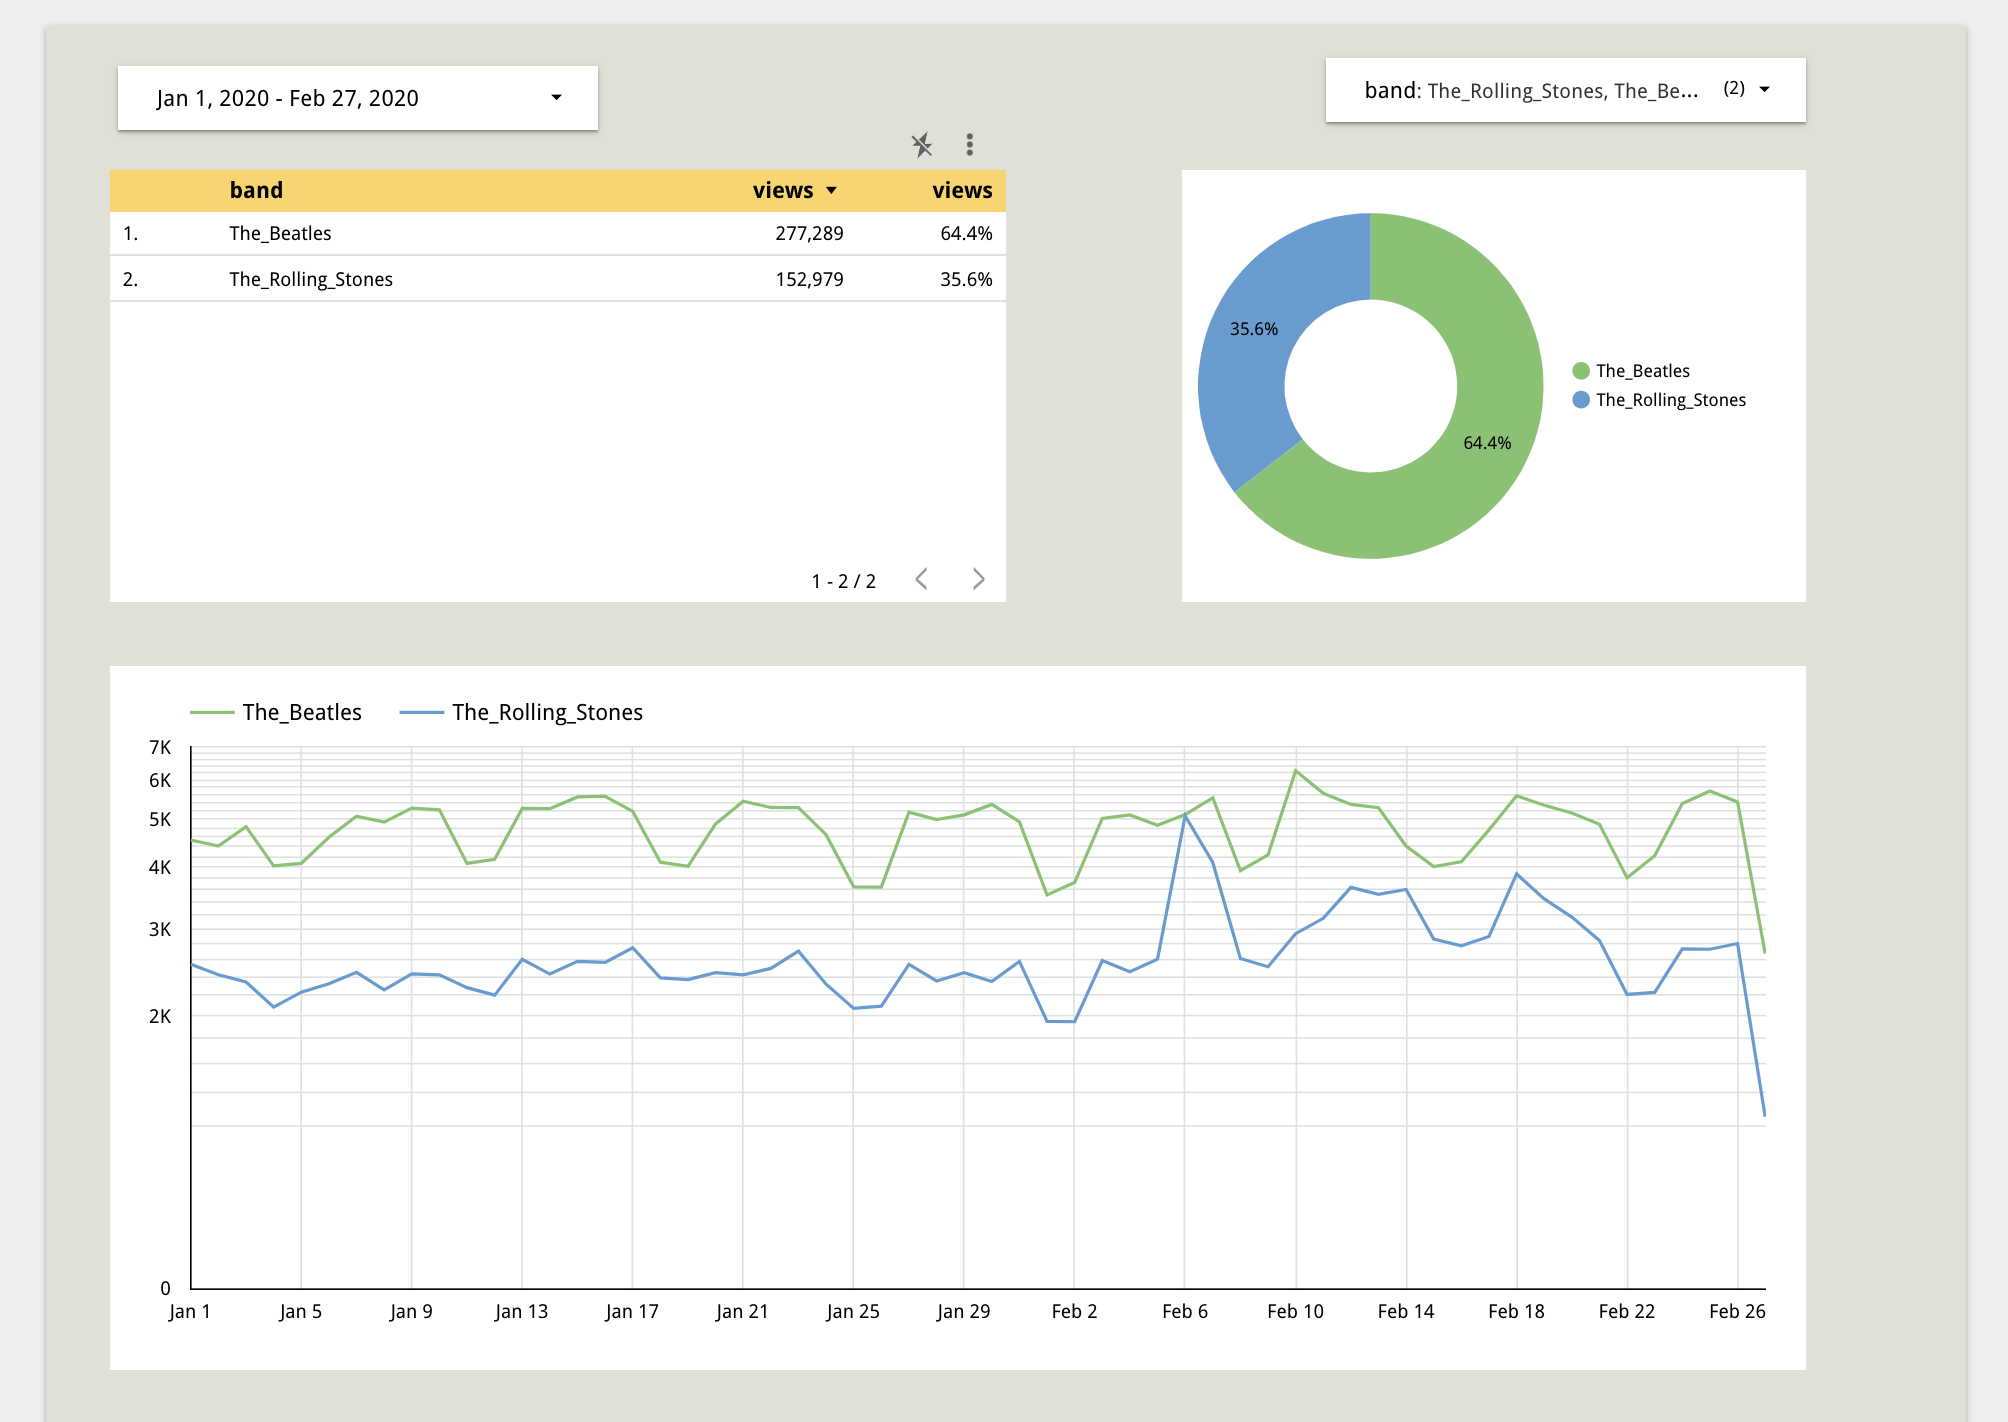 Jan 1, 2020 - Feb 27, 2020
band: The_Rolling_Stones, The_Be... (2)
band views views
1. The_Beatles 277,289 64.4%
2. The_Rolling_Stones 152,979 35.6%
1 - 2 / 2
35.6%
64.4%
The_Beatles
The_Rolling_Stones
The_Beatles The_Rolling_Stones
7K
6K
5K
4K
3K
2K
0
Jan 1 Jan 5 Jan 9 Jan 13 Jan 17 Jan 21 Jan 25 Jan 29 Feb 2 Feb 6 Feb 10 Feb 14 Feb 18 Feb 22 Feb 26